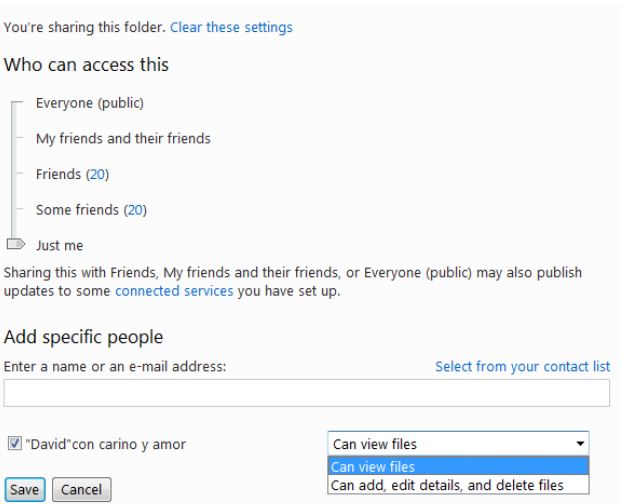 You're sharing this folder. Clear these settings
Who can access this
Everyone (public)
My friends and their friends
Friends (20)
Some friends (20)
Just me
Sharing this with Friends, My friends and their friends, or Everyone (public) may also publish
updates to some connected services you have set up.
Add specific people
Enter a name or an e-mail address: Select from your contact list
"David"con carino y amor Can view files
Can view files
Can add, edit details, and delete files
Save Cancel